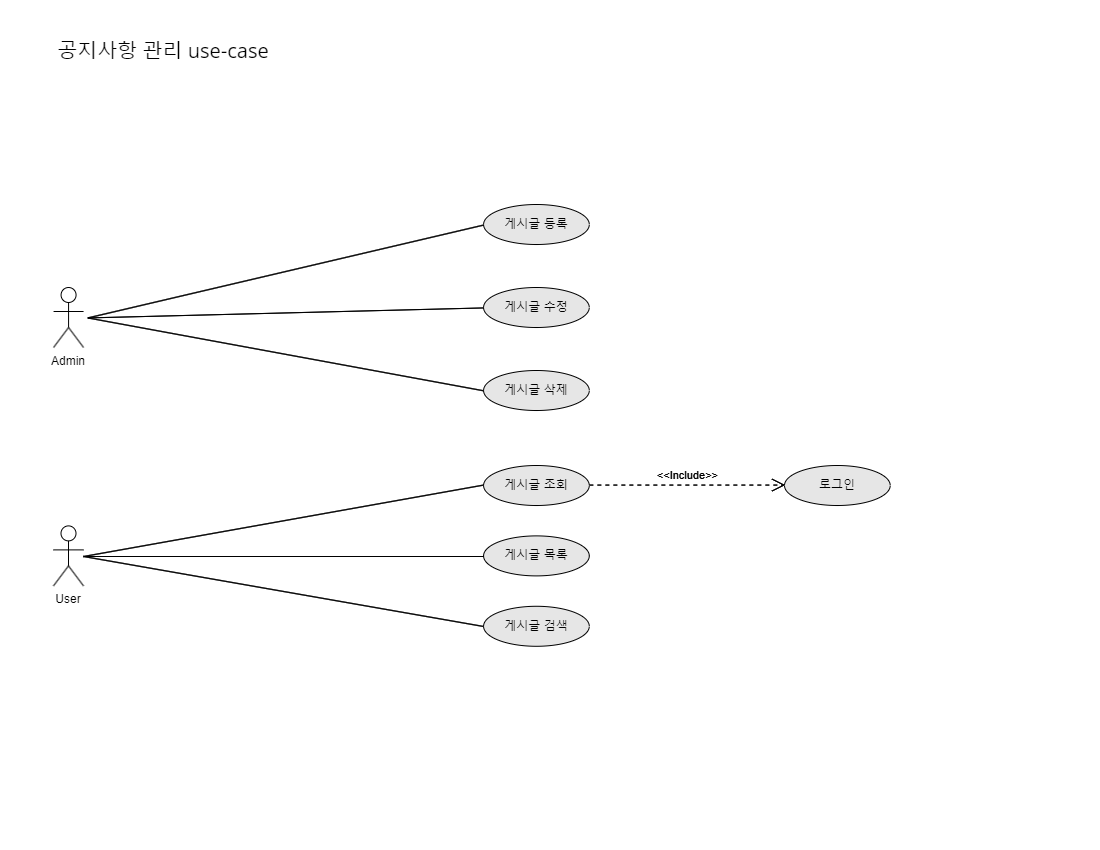 공지사항 관리 use-case
게시글 등록
게시글 수정
Admin
게시글 삭제
게시글 조회
<<Include>>
로그인
게시글 목록
User
게시글 검색